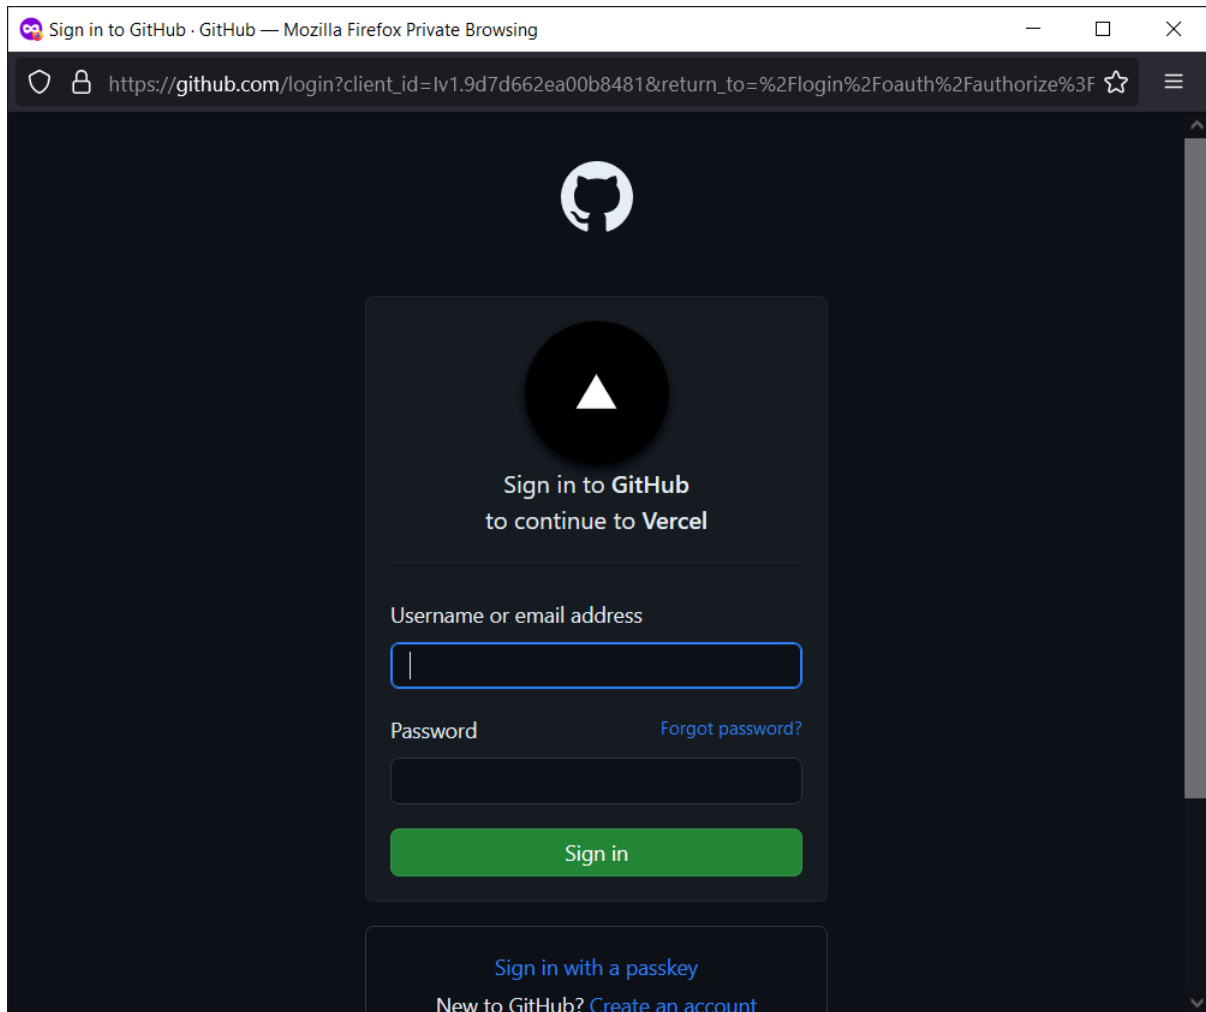 Sign in to GitHub · GitHub — Mozilla Firefox Private Browsing
https://github.com/login?client_id=Iv1.9d7d662ea00b8481&return_to=%2Flogin%2Foauth%2Fauthorize%3F
Sign in to GitHub
to continue to Vercel
Username or email address
Password Forgot password?
Sign in
Sign in with a passkey
New to GitHub? Create an account